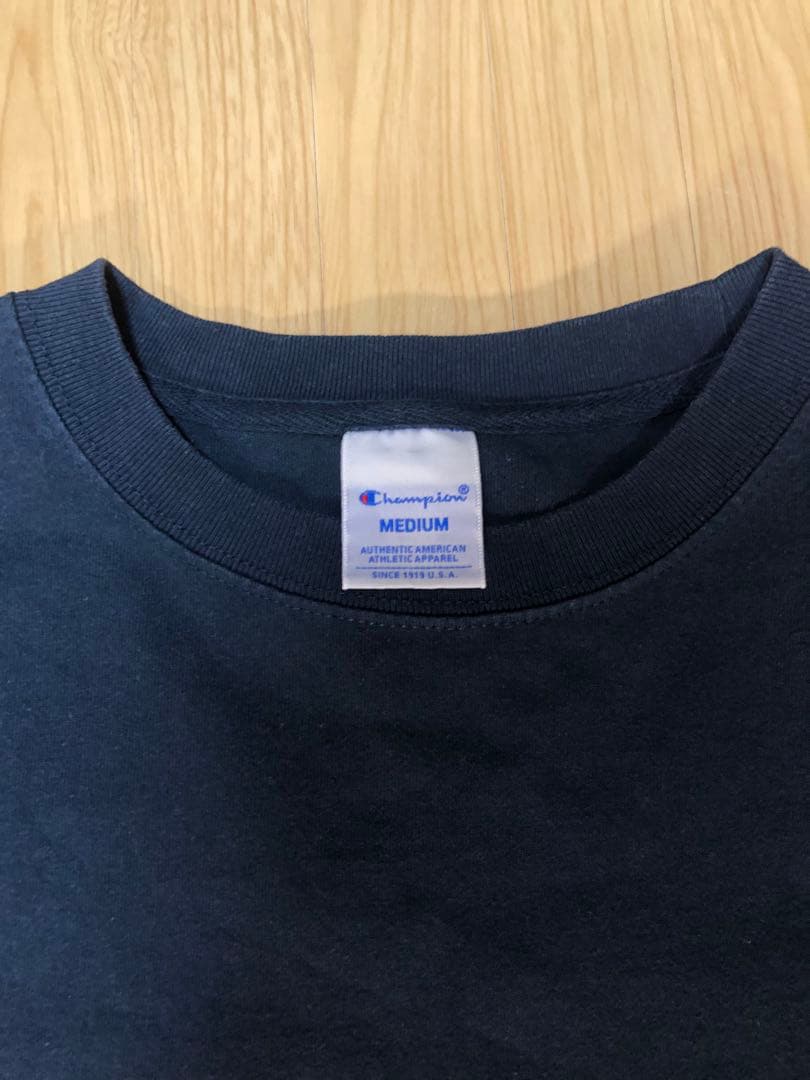 Champion®
MEDIUM
AUTHENTIC AMERICAN
ATHLETIC APPAREL
SINCE 1919 U.S.A.